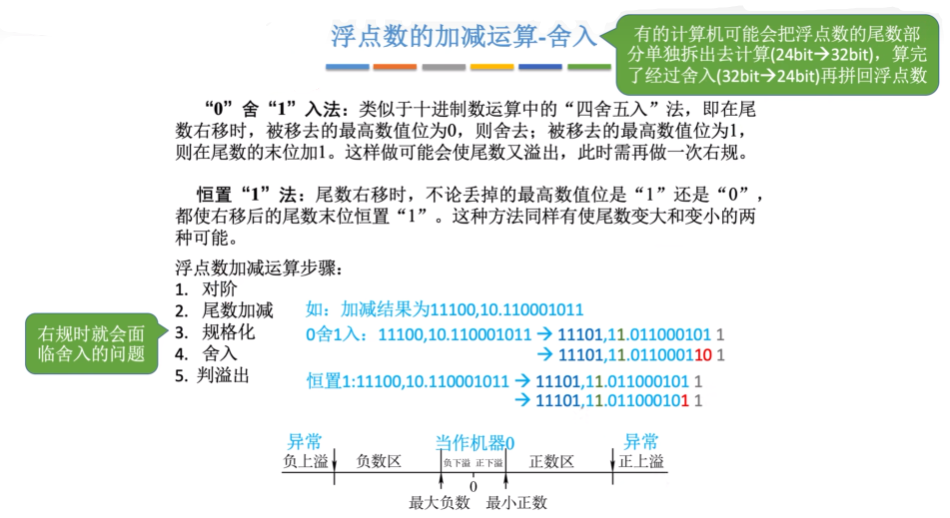 浮点数的加减运算-舍入
有的计算机可能会把浮点数的尾数部
分单独拆出去计算(24bit→32bit)，算完
了经过舍入(32bit→24bit)再拼回浮点数
“0”舍“1”入法：类似于十进制数运算中的“四舍五入”法，即在尾
数右移时，被移去的最高数值位为0，则舍去；被移去的最高数值位为1，
则在尾数的末位加1。这样做可能会使尾数又溢出，此时需再做一次右规。
恒置“1”法：尾数右移时，不论丢掉的最高数值位是“1”还是“0”，
都使右移后的尾数末位恒置“1”。这种方法同样有使尾数变大和变小的两
种可能。
浮点数加减运算步骤：
1. 对阶
2. 尾数加减
3. 规格化
4. 舍入
5. 判溢出
右规时就会面
临舍入的问题
如：加减结果为11100,10.110001011
0舍1入：11100,10.110001011 → 11101,11.011000101 1
→ 11101,11.011000110 1
恒置1:11100,10.110001011 → 11101,11.011000101 1
→ 11101,11.011000101 1
异常 当作机器0 异常
负上溢 负数区 负下溢 正下溢 正数区 正上溢
0
最大负数 最小正数